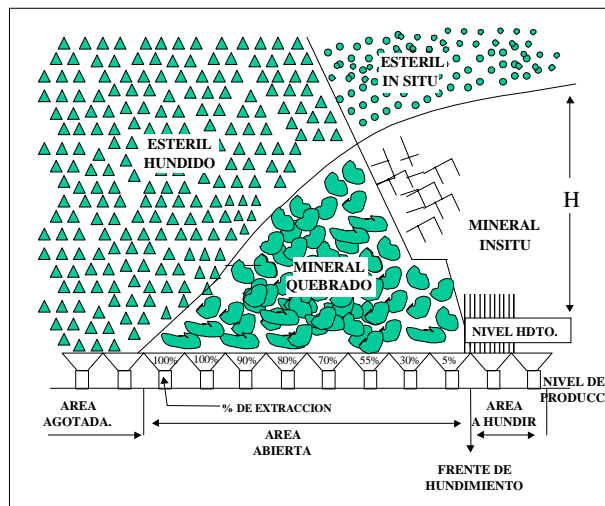 ESTERIL
IN SITU
ESTERIL
HUNDIDO
H
MINERAL
INSITU
MINERAL
QUEBRADO
NIVEL HDTO.
100% 100% 90% 80% 70% 55% 30% 5%
NIVEL DE
PRODUCC
AREA
AGOTADA.
% DE EXTRACCION
AREA
ABIERTA
AREA
A HUNDIR
FRENTE DE
HUNDIMIENTO